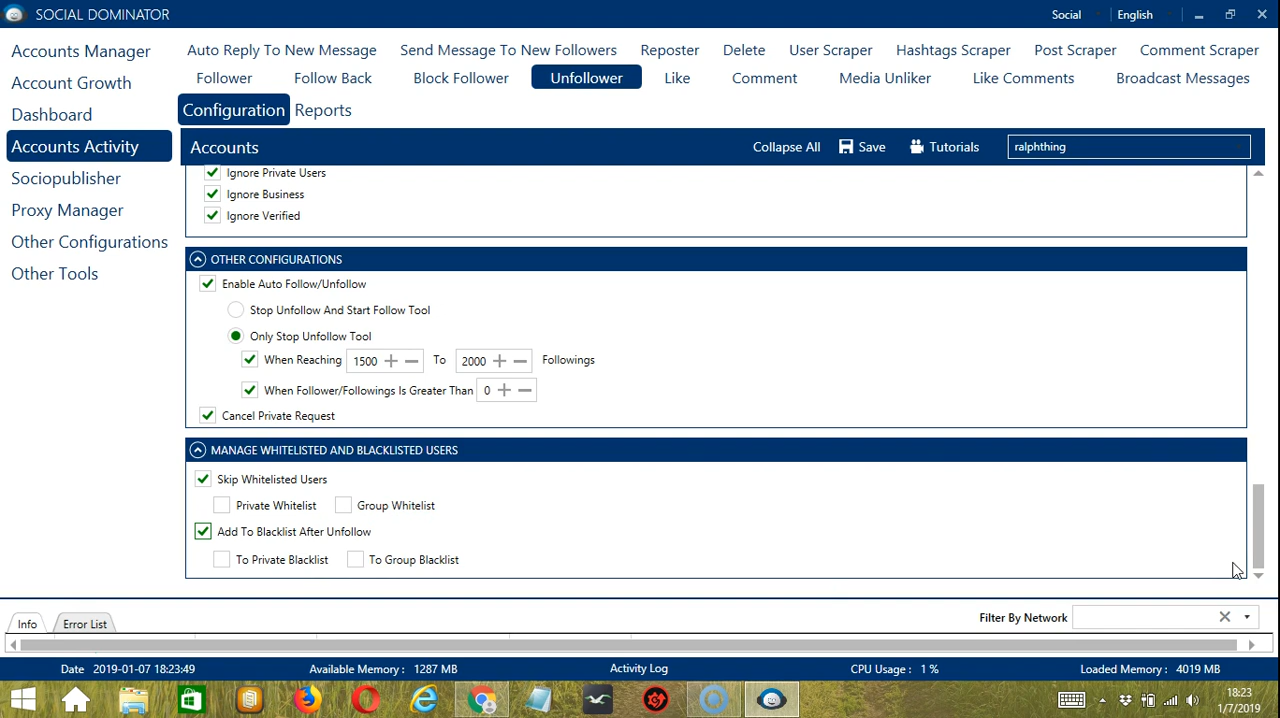 SOCIAL DOMINATOR
Social
English
Accounts Manager
Account Growth
Dashboard
Accounts Activity
Sociopublisher
Proxy Manager
Other Configurations
Other Tools
Auto Reply To New Message Send Message To New Followers Reposter Delete User Scraper Hashtags Scraper Post Scraper Comment Scraper
Follower Follow Back Block Follower Unfollower Like Comment Media Unliker Like Comments Broadcast Messages
Configuration Reports
Accounts Collapse All Save Tutorials ralphthing
Ignore Private Users
Ignore Business
Ignore Verified
OTHER CONFIGURATIONS
Enable Auto Follow/Unfollow
Stop Unfollow And Start Follow Tool
Only Stop Unfollow Tool
When Reaching 1500 + − To 2000 + − Followings
When Follower/Followings Is Greater Than 0 + −
Cancel Private Request
MANAGE WHITELISTED AND BLACKLISTED USERS
Skip Whitelisted Users
Private Whitelist Group Whitelist
Add To Blacklist After Unfollow
To Private Blacklist To Group Blacklist
Info Error List Filter By Network
Date 2019-01-07 18:23:49 Available Memory : 1287 MB Activity Log CPU Usage : 1 % Loaded Memory : 4019 MB
18:23
1/7/2019